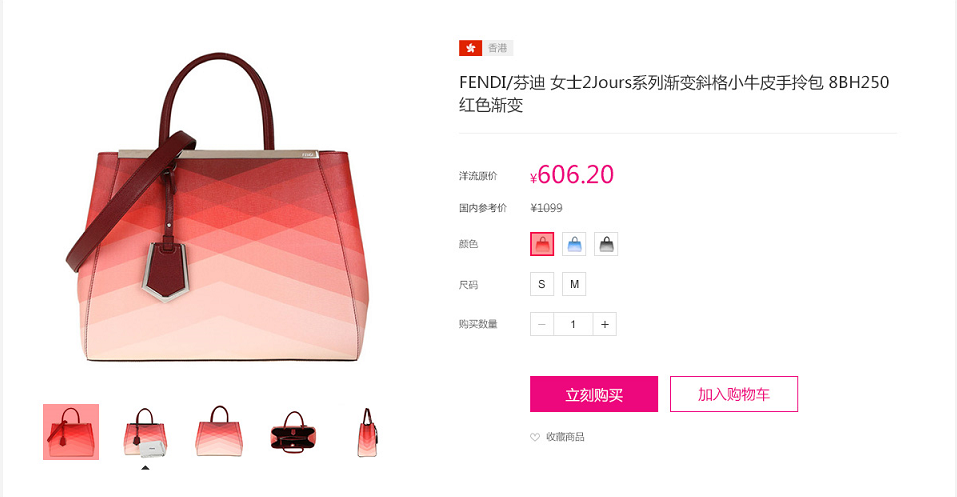 香港
FENDI/芬迪 女士2Jours系列渐变斜格小牛皮手拎包 8BH250
红色渐变
洋流原价 ¥606.20
国内参考价 ¥1099
颜色
尺码 S M
购买数量 − 1 +
立刻购买 加入购物车
收藏商品